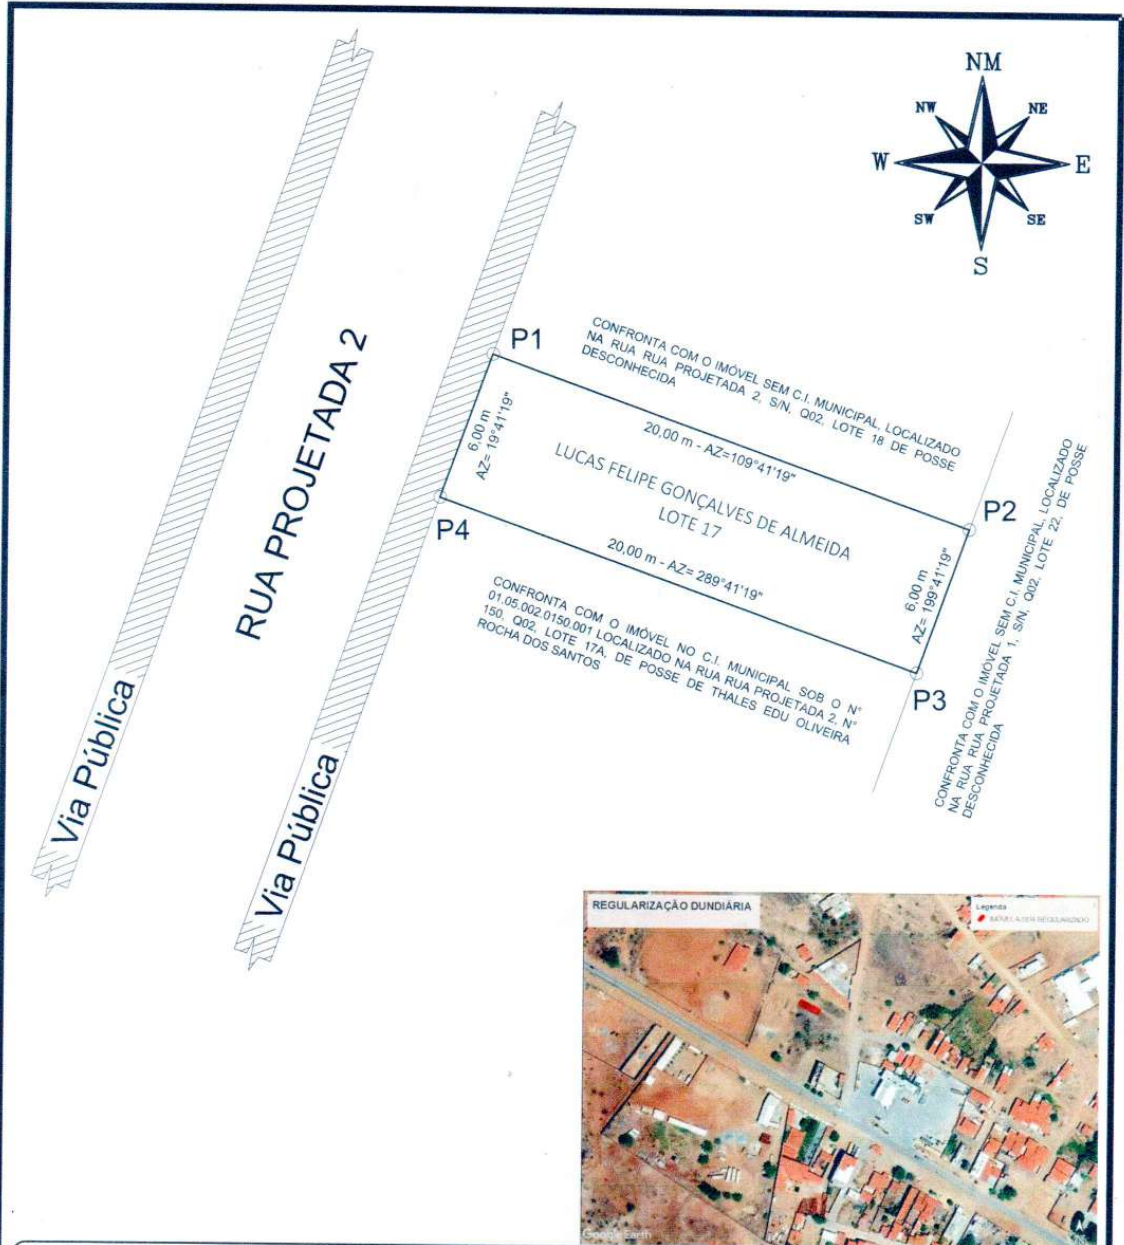 NM
NW
NE
W
E
SW
SE
S
RUA PROJETADA 2
Via Pública
Via Pública
P1
CONFRONTA COM O IMÓVEL SEM C.I. MUNICIPAL, LOCALIZADO
NA RUA RUA PROJETADA 2, S/N, Q02, LOTE 18 DE POSSE
DESCONHECIDA
20,00 m - AZ=109°41'19"
6,00 m
AZ= 19°41'19"
LUCAS FELIPE GONÇALVES DE ALMEIDA
LOTE 17
P2
P4
20,00 m - AZ= 289°41'19"
6,00 m
AZ= 199°41'19"
P3
CONFRONTA COM O IMÓVEL NO C.I. MUNICIPAL SOB O N°
01.05.002.0150.001 LOCALIZADO NA RUA RUA PROJETADA 2, N°
150, Q02, LOTE 17A, DE POSSE DE THALES EDU OLIVEIRA
ROCHA DOS SANTOS
CONFRONTA COM O IMÓVEL SEM C.I. MUNICIPAL, LOCALIZADO
NA RUA RUA PROJETADA 1, S/N, Q02, LOTE 22, DE POSSE
DESCONHECIDA
REGULARIZAÇÃO DUNDIÁRIA
Legenda
IMÓVEL A SER REGULARIZADO
Google Earth